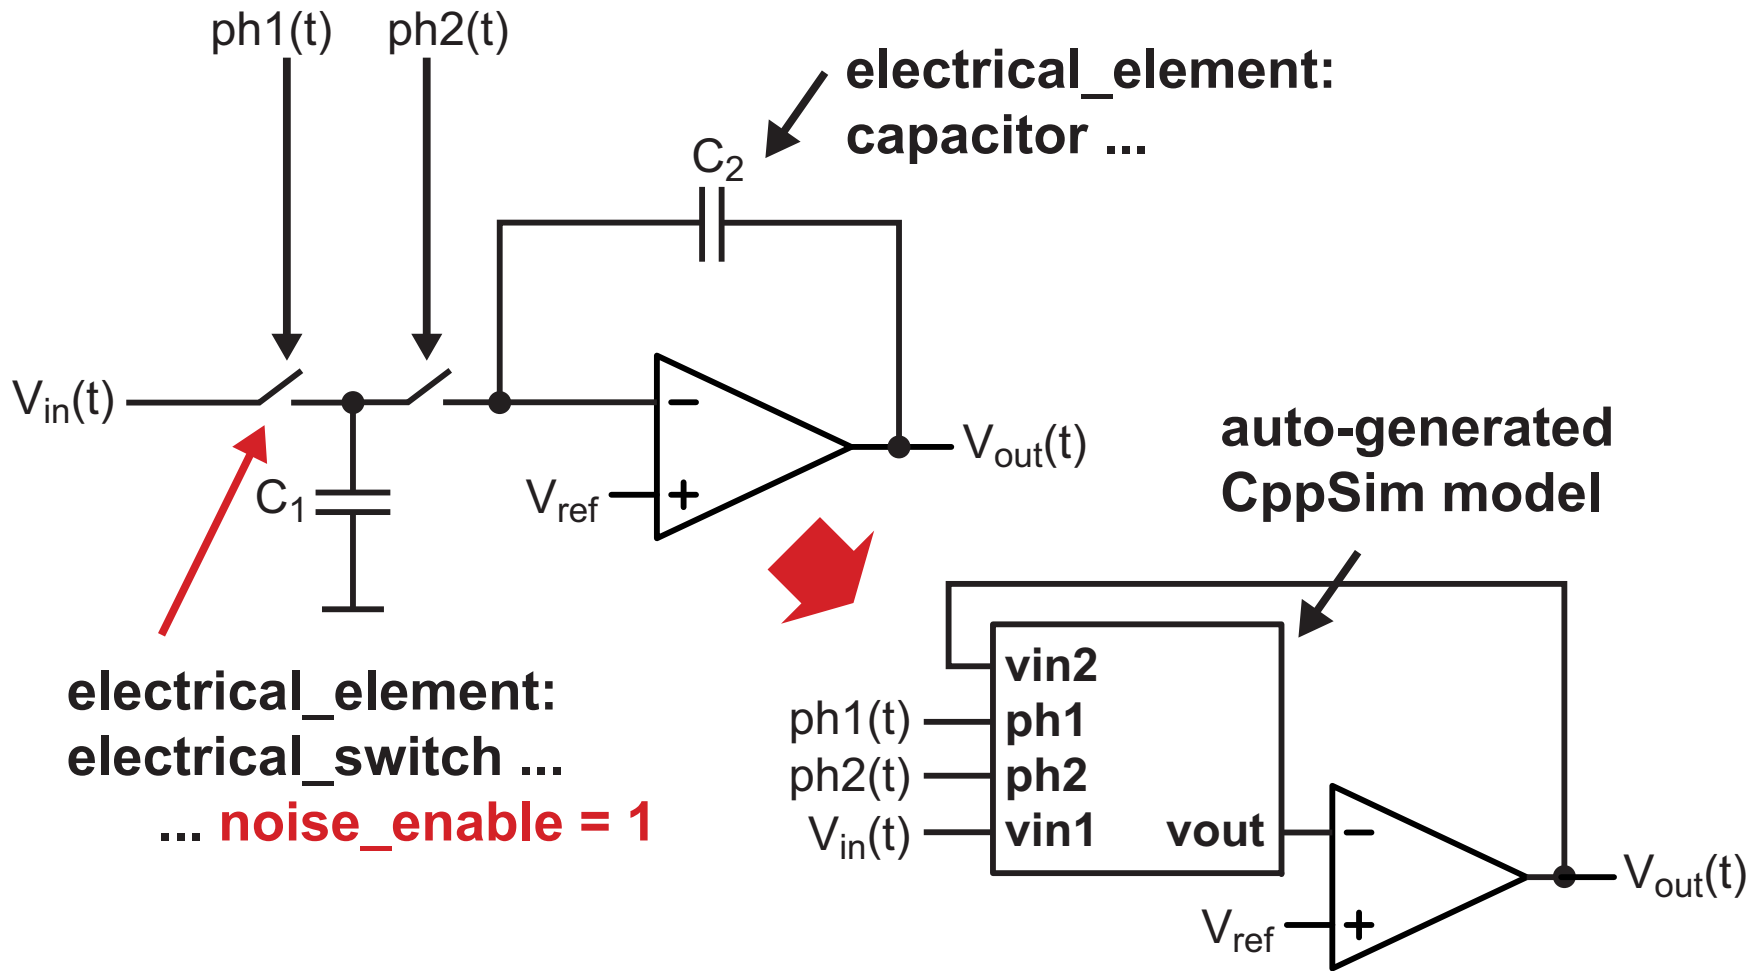 ph1(t) ph2(t)
electrical_element:
capacitor ...
C2
Vin(t)
C1
Vref
−
+
Vout(t)
auto-generated
CppSim model
electrical_element:
electrical_switch ...
... noise_enable = 1
vin2
ph1(t) ph1
ph2(t) ph2
Vin(t) vin1 vout
−
+
Vref
Vout(t)